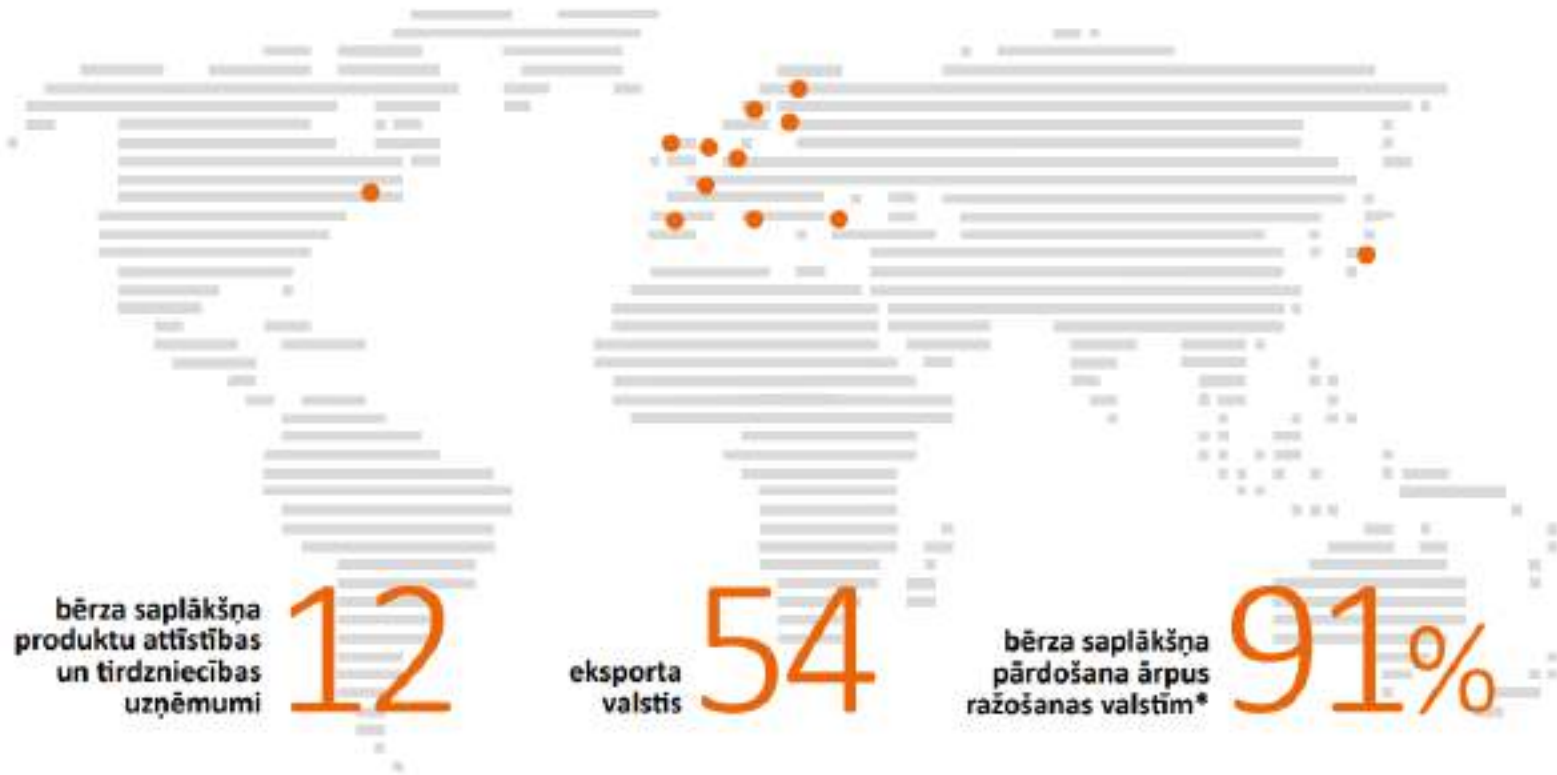 bērza saplākšņa
produktu attīstības
un tirdzniecības
uzņēmumi
12
eksporta
valstis
54
bērza saplākšņa
pārdošana ārpus
ražošanas valstīm*
91%